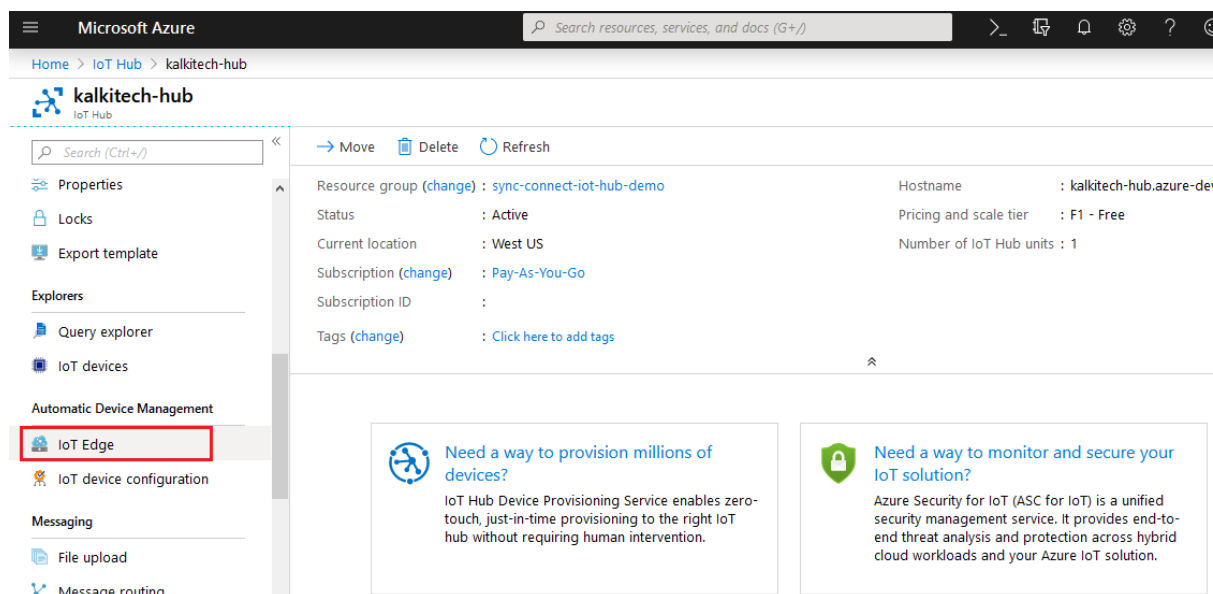 Microsoft Azure
Search resources, services, and docs (G+/)
Home > IoT Hub > kalkitech-hub
kalkitech-hub
IoT Hub
Search (Ctrl+/)
Properties
Locks
Export template
Explorers
Query explorer
IoT devices
Automatic Device Management
IoT Edge
IoT device configuration
Messaging
File upload
Message routing
Move Delete Refresh
Resource group (change) : sync-connect-iot-hub-demo
Status : Active
Current location : West US
Subscription (change) : Pay-As-You-Go
Subscription ID :
Tags (change) : Click here to add tags
Hostname : kalkitech-hub.azure-dev
Pricing and scale tier : F1 - Free
Number of IoT Hub units : 1
Need a way to provision millions of
devices?
IoT Hub Device Provisioning Service enables zero-
touch, just-in-time provisioning to the right IoT
hub without requiring human intervention.
Need a way to monitor and secure your
IoT solution?
Azure Security for IoT (ASC for IoT) is a unified
security management service. It provides end-to-
end threat analysis and protection across hybrid
cloud workloads and your Azure IoT solution.